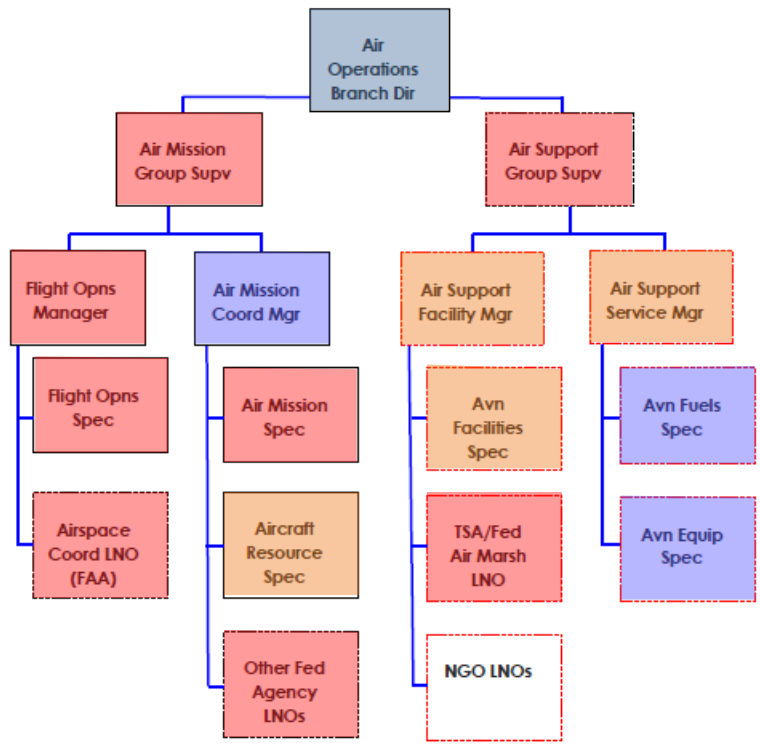 Air
Operations
Branch Dir
Air Mission
Group Supv
Air Support
Group Supv
Flight Opns
Manager
Air Mission
Coord Mgr
Air Support
Facility Mgr
Air Support
Service Mgr
Flight Opns
Spec
Air Mission
Spec
Avn
Facilities
Spec
Avn Fuels
Spec
Airspace
Coord LNO
(FAA)
Aircraft
Resource
Spec
TSA/Fed
Air Marsh
LNO
Avn Equip
Spec
Other Fed
Agency
LNOs
NGO LNOs